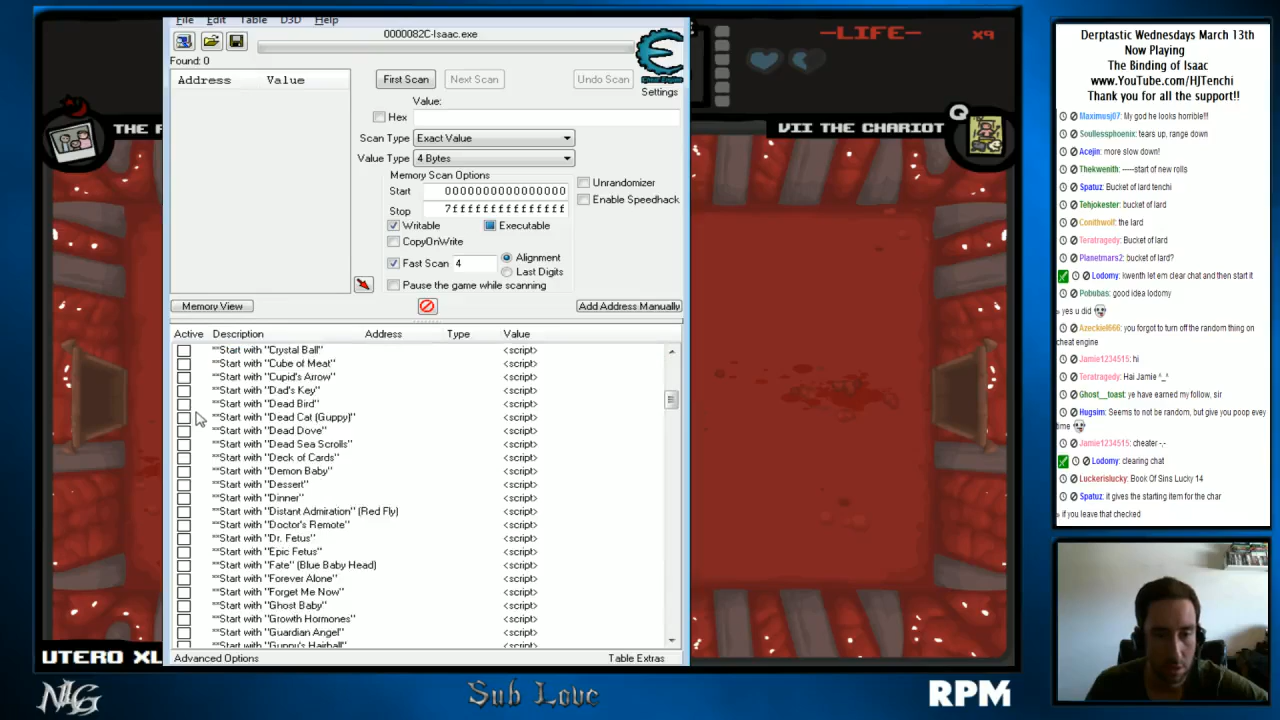 File Edit Table D3D Help
0000082C-Isaac.exe
Found: 0
Address Value
First Scan Next Scan Undo Scan
Settings
Value:
Hex
Scan Type Exact Value
Value Type 4 Bytes
Memory Scan Options
Start 0000000000000000
Stop 7fffffffffffffff
Unrandomizer
Enable Speedhack
Writable Executable
CopyOnWrite
Fast Scan 4 Alignment
Last Digits
Pause the game while scanning
Memory View Add Address Manually
Active Description Address Type Value
**Start with "Crystal Ball" <script>
**Start with "Cube of Meat" <script>
**Start with "Cupid's Arrow" <script>
**Start with "Dad's Key" <script>
**Start with "Dead Bird" <script>
**Start with "Dead Cat (Guppy)" <script>
**Start with "Dead Dove" <script>
**Start with "Dead Sea Scrolls" <script>
**Start with "Deck of Cards" <script>
**Start with "Demon Baby" <script>
**Start with "Dessert" <script>
**Start with "Dinner" <script>
**Start with "Distant Admiration" (Red Fly) <script>
**Start with "Doctor's Remote" <script>
**Start with "Dr. Fetus" <script>
**Start with "Epic Fetus" <script>
**Start with "Fate" (Blue Baby Head) <script>
**Start with "Forever Alone" <script>
**Start with "Forget Me Now" <script>
**Start with "Ghost Baby" <script>
**Start with "Growth Hormones" <script>
**Start with "Guardian Angel" <script>
**Start with "Guppy's Hairball" <script>
Advanced Options Table Extras
-LIFE- x9
THE
VII THE CHARIOT Q
UTERO XL
Derptastic Wednesdays March 13th
Now Playing
The Binding of Isaac
www.YouTube.com/HJTenchi
Thank you for all the support!!
Maximusj07: My god he looks horrible!!!
Soullessphoenix: tears up, range down
Acejin: more slow down!
Thekwenith: -----start of new rolls
Spatuz: Bucket of lard tenchi
Tehjokester: bucket of lard
Conithwolf: the lard
Teratragedy: Bucket of lard
Planetmars2: bucket of lard?
Lodomy: kwenth let em clear chat and then start it
Pobubas: good idea lodomy
yes u did
Azeckiel666: you forgot to turn off the random thing on
cheat engine
Jamie1234515: hi
Teratragedy: Hai Jamie ^_^
Ghost__toast: ye have earned my follow, sir
Hugsim: Seems to not be random, but give you poop evey
time
Jamie1234515: cheater -,-
Lodomy: clearing chat
Luckerislucky: Book Of Sins Lucky 14
Spatuz: it gives the starting item for the char
if you leave that checked
NLG Sub Love RPM